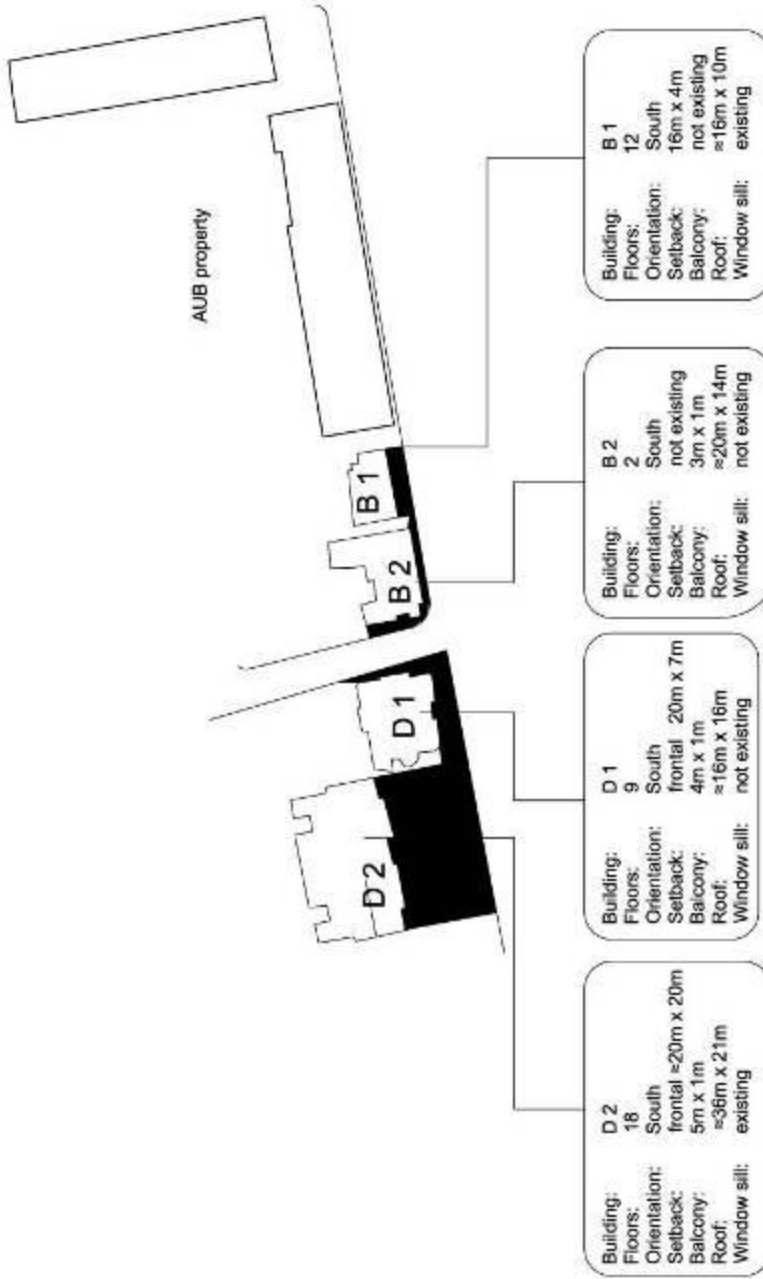 AUB property
D 2
D 1
B 2
B 1
Building: D 2
Floors: 18
Orientation: South
Setback: frontal ≈20m x 20m
Balcony: 5m x 1m
Roof: ≈36m x 21m
Window sill: existing
Building: D 1
Floors: 9
Orientation: South
Setback: frontal 20m x 7m
Balcony: 4m x 1m
Roof: ≈16m x 16m
Window sill: not existing
Building: B 2
Floors: 2
Orientation: South
Setback: not existing
Balcony: 3m x 1m
Roof: ≈20m x 14m
Window sill: not existing
Building: B 1
Floors: 12
Orientation: South
Setback: 16m x 4m
Balcony: not existing
Roof: ≈16m x 10m
Window sill: existing